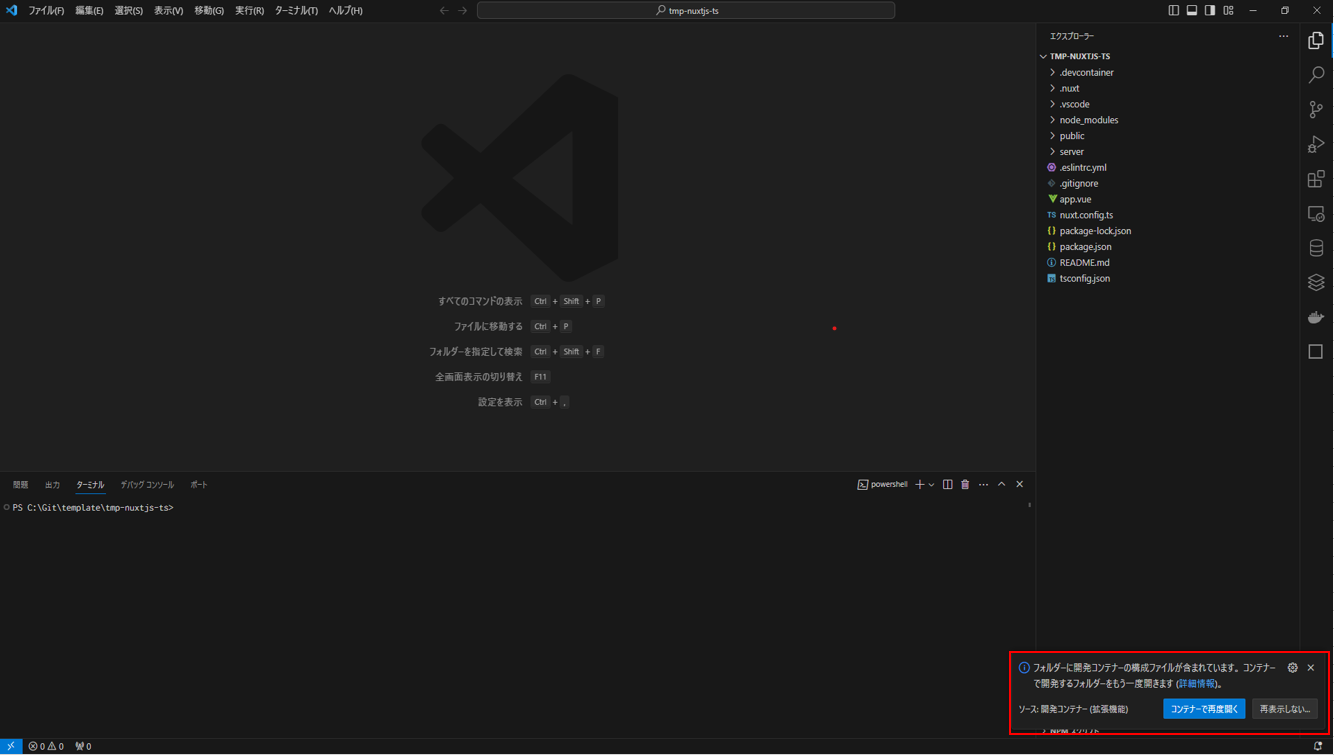 ファイル(F) 編集(E) 選択(S) 表示(V) 移動(G) 実行(R) ターミナル(T) ヘルプ(H) tmp-nuxtjs-ts
エクスプローラー
TMP-NUXTJS-TS
.devcontainer
.nuxt
.vscode
node_modules
public
server
.eslintrc.yml
.gitignore
app.vue
TS nuxt.config.ts
{} package-lock.json
{} package.json
README.md
tsconfig.json
すべてのコマンドの表示 Ctrl + Shift + P
ファイルに移動する Ctrl + P
フォルダーを指定して検索 Ctrl + Shift + F
全画面表示の切り替え F11
設定を表示 Ctrl + ,
問題 出力 ターミナル デバッグ コンソール ポート powershell
PS C:\Git\template\tmp-nuxtjs-ts>
フォルダーに開発コンテナーの構成ファイルが含まれています。コンテナー
で開発するフォルダーをもう一度開きます (詳細情報)。
ソース: 開発コンテナー (拡張機能) コンテナーで再度開く 再表示しない...
NPM スクリプト
0 0 0